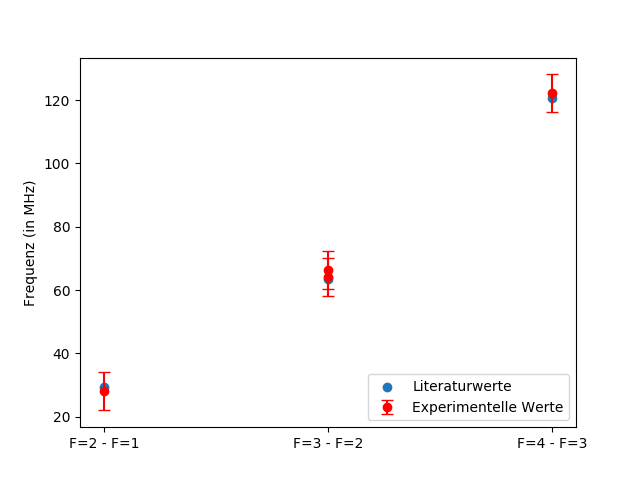 Frequenz (in MHz)
120
100
80
60
40
20
F=2 - F=1
F=3 - F=2
F=4 - F=3
Literaturwerte
Experimentelle Werte